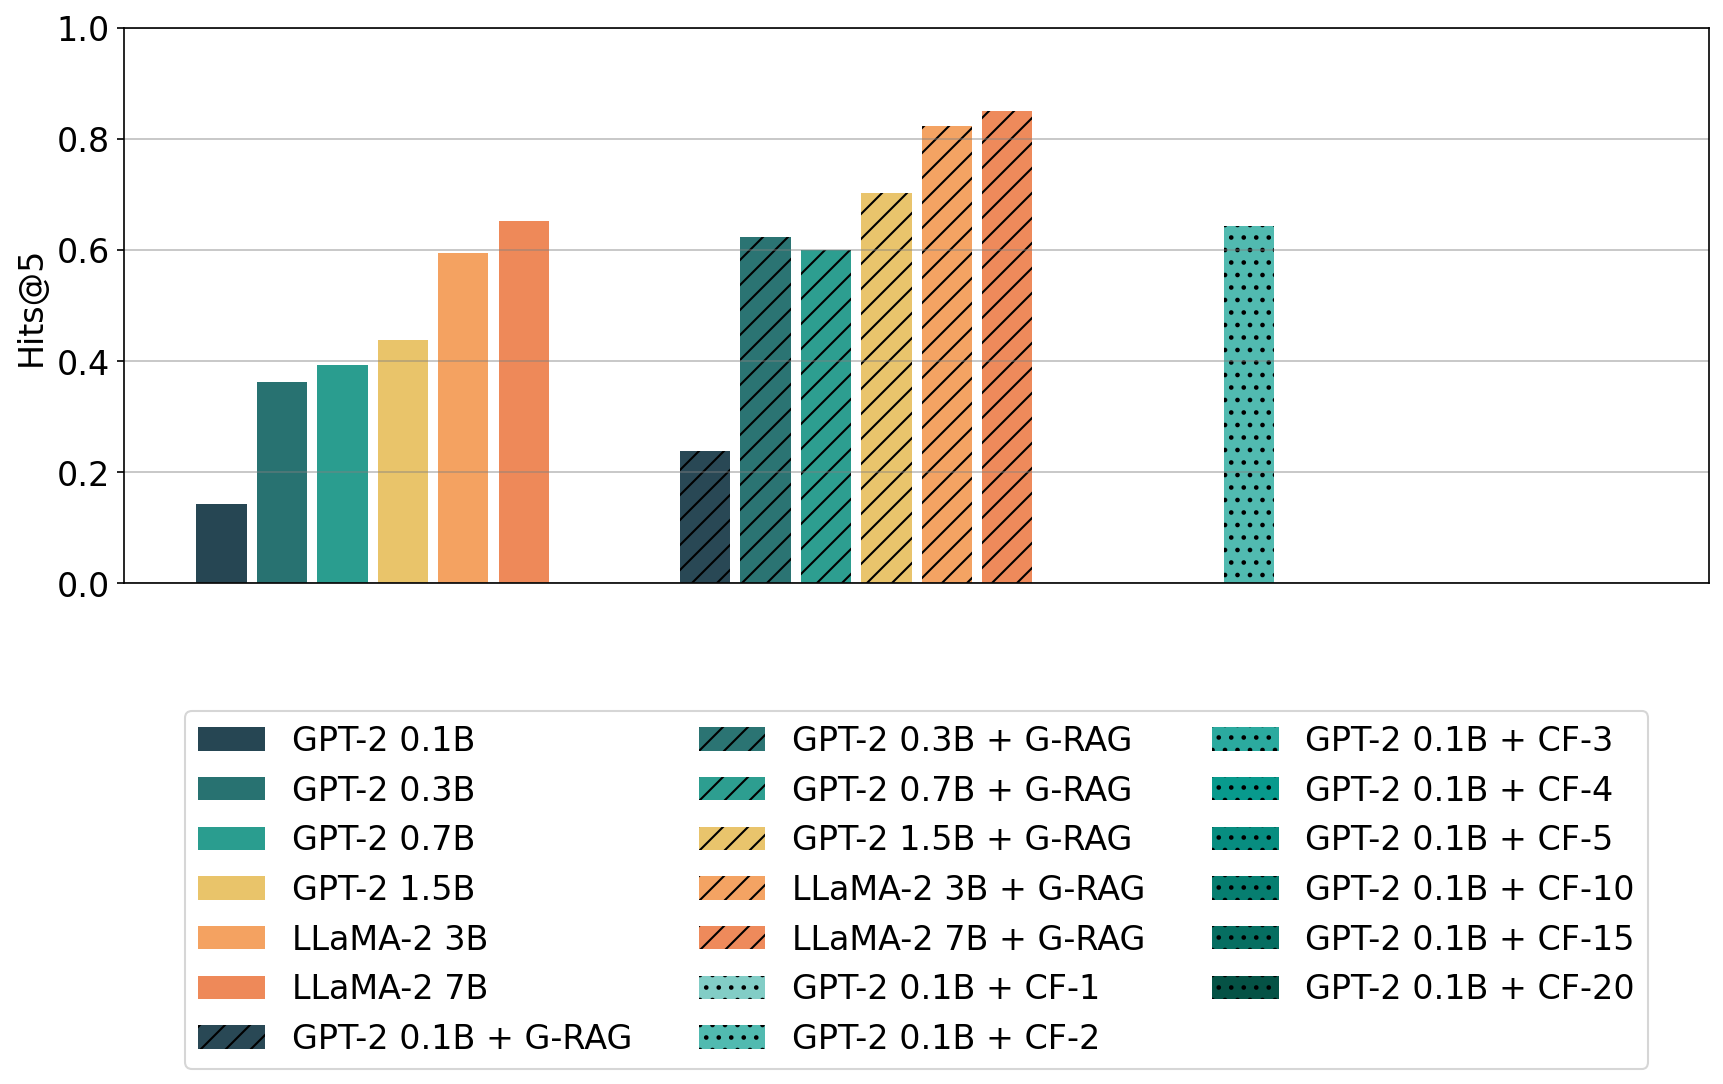 1.0
0.8
0.6
0.4
0.2
0.0
Hits@5
GPT-2 0.1B
GPT-2 0.3B
GPT-2 0.7B
GPT-2 1.5B
LLaMA-2 3B
LLaMA-2 7B
GPT-2 0.1B + G-RAG
GPT-2 0.3B + G-RAG
GPT-2 0.7B + G-RAG
GPT-2 1.5B + G-RAG
LLaMA-2 3B + G-RAG
LLaMA-2 7B + G-RAG
GPT-2 0.1B + CF-1
GPT-2 0.1B + CF-2
GPT-2 0.1B + CF-3
GPT-2 0.1B + CF-4
GPT-2 0.1B + CF-5
GPT-2 0.1B + CF-10
GPT-2 0.1B + CF-15
GPT-2 0.1B + CF-20